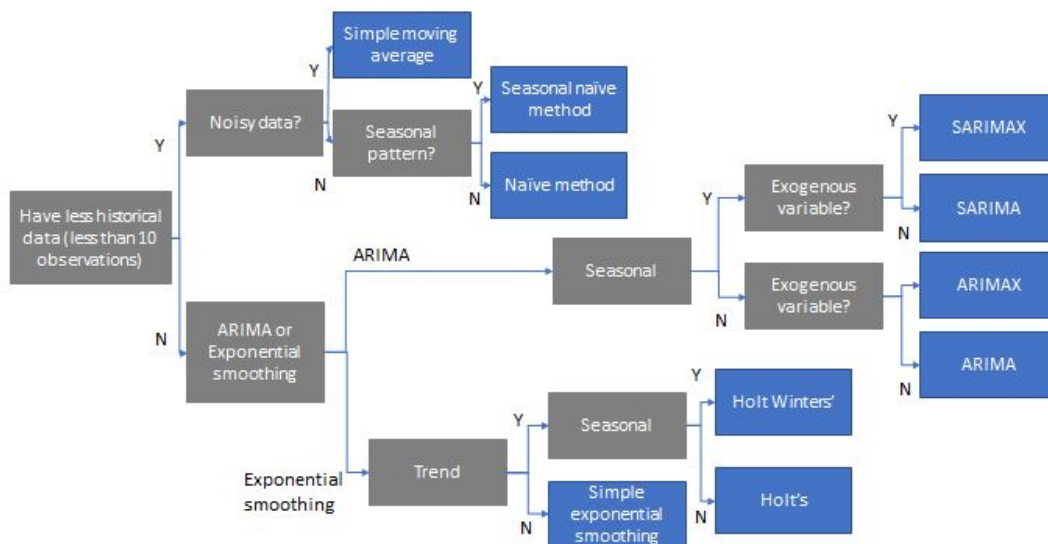 Have less historical
data (less than 10
observations)
Y
N
Noisy data?
Y
N
Simple moving
average
Seasonal
pattern?
Y
N
Seasonal naïve
method
Naïve method
ARIMA or
Exponential
smoothing
ARIMA
Exponential
smoothing
Seasonal
Y
N
Exogenous
variable?
Y
N
SARIMAX
SARIMA
Exogenous
variable?
Y
N
ARIMAX
ARIMA
Trend
Y
N
Seasonal
Y
N
Holt Winters’
Holt’s
Simple
exponential
smoothing